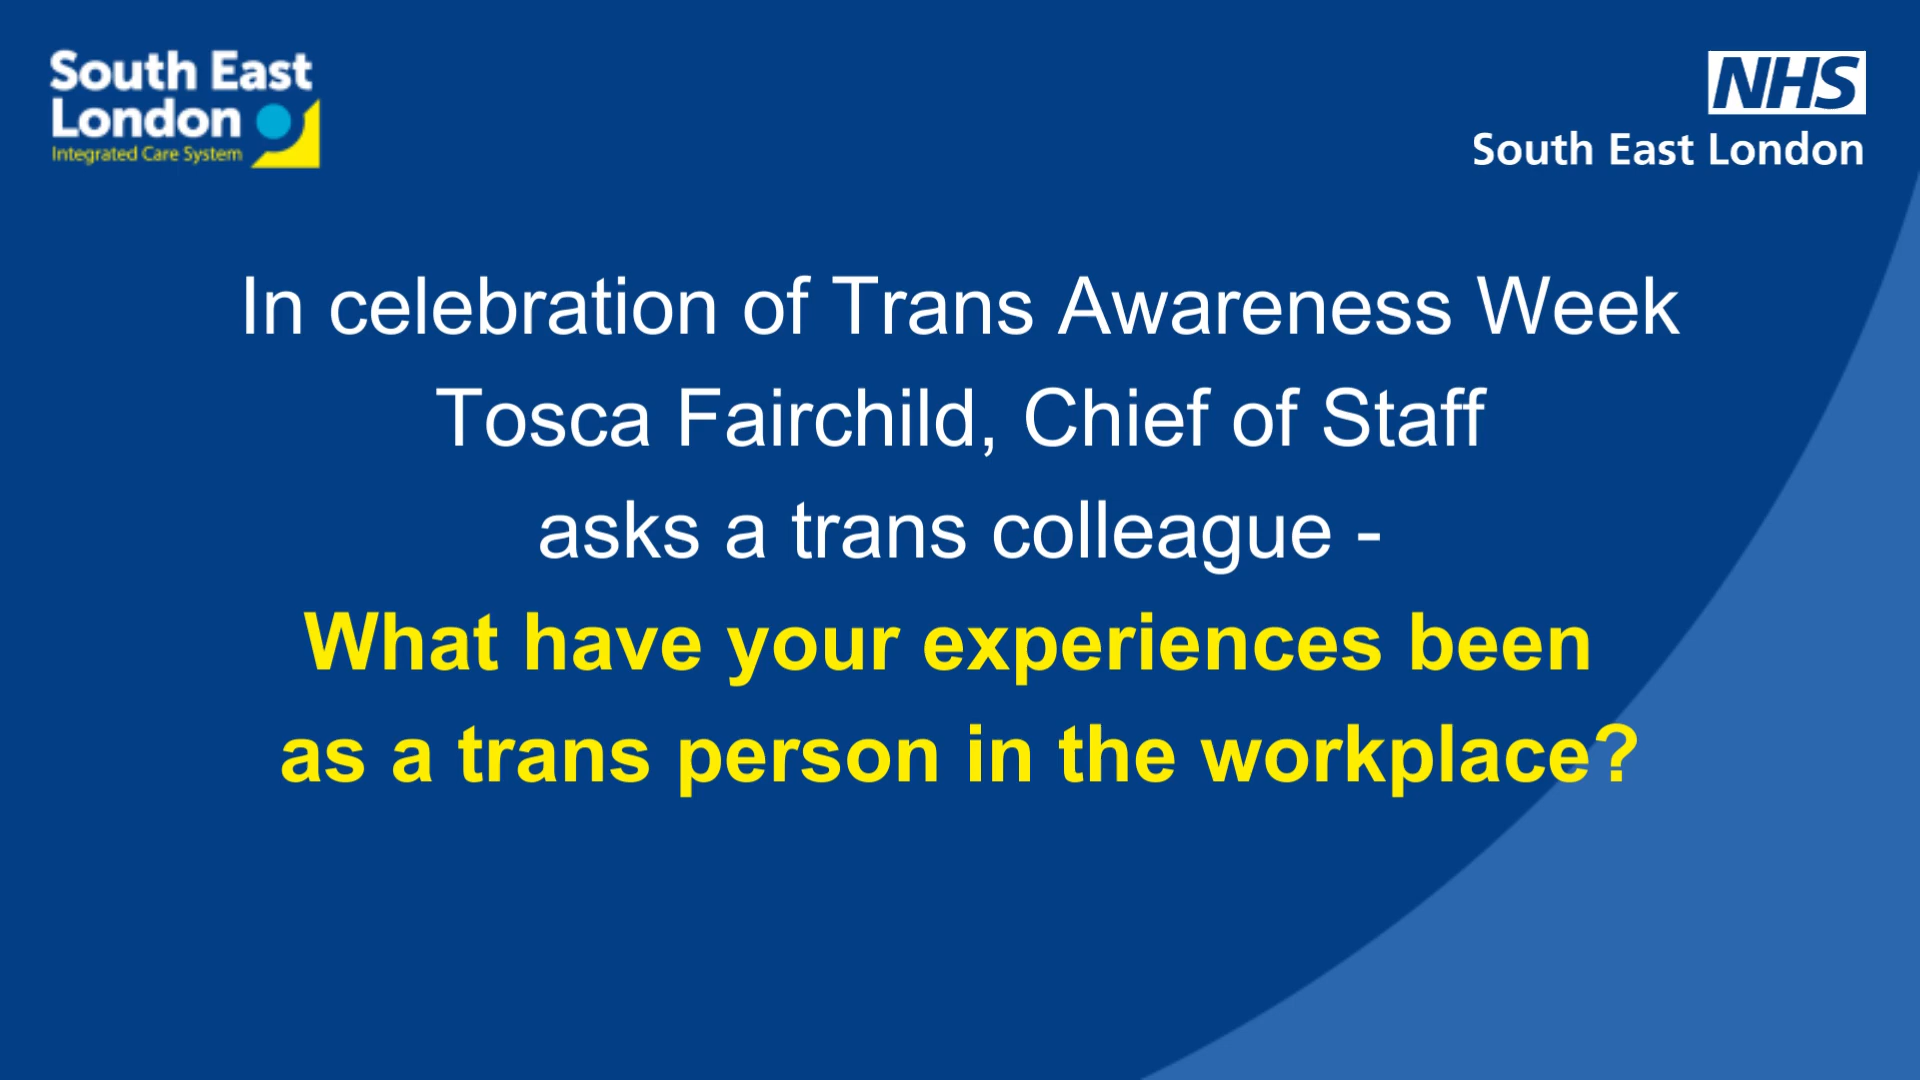 South East
London
Integrated Care System
NHS
South East London
In celebration of Trans Awareness Week
Tosca Fairchild, Chief of Staff
asks a trans colleague -
What have your experiences been
as a trans person in the workplace?